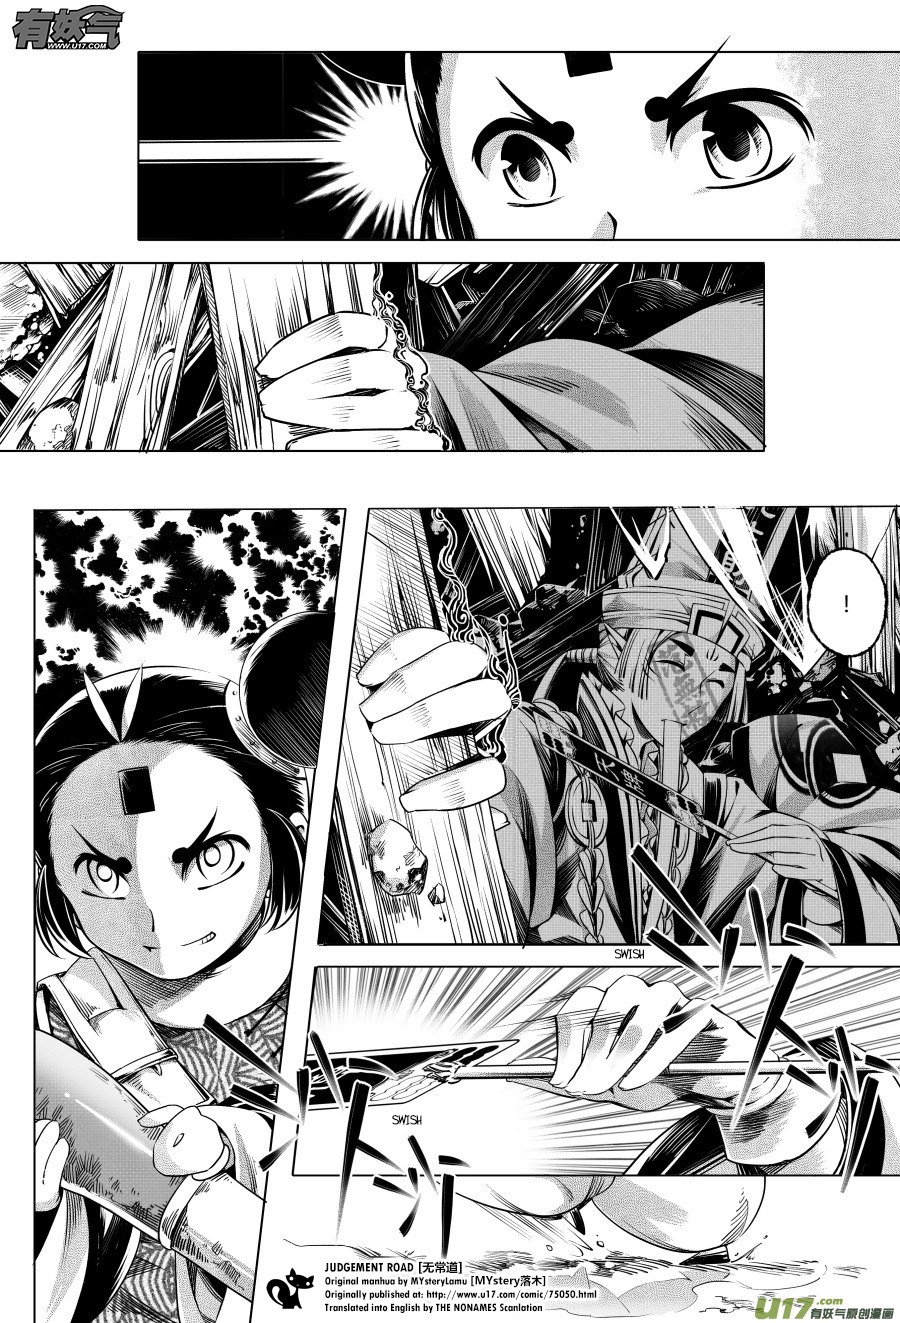 有妖气
WWW.U17.COM
!
SWISH
SWISH
JUDGEMENT ROAD [无常道]
Original manhua by MYsteryLamu [MYstery落木]
Originally published at: http://www.u17.com/comic/75050.html
Translated into English by THE NONAMES Scanlation
U17.com
有妖气原创漫画